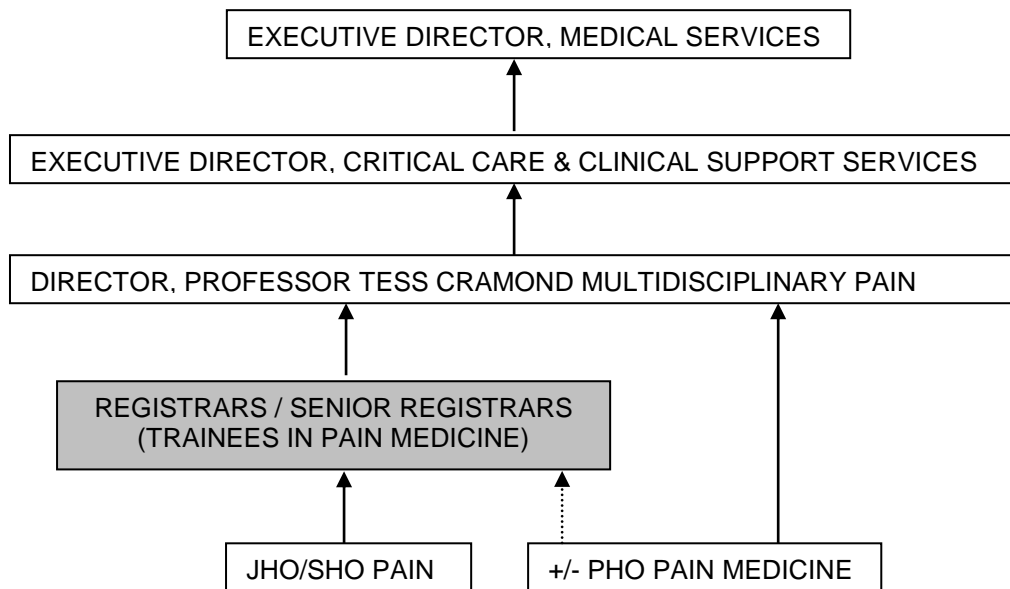 EXECUTIVE DIRECTOR, MEDICAL SERVICES
EXECUTIVE DIRECTOR, CRITICAL CARE & CLINICAL SUPPORT SERVICES
DIRECTOR, PROFESSOR TESS CRAMOND MULTIDISCIPLINARY PAIN
REGISTRARS / SENIOR REGISTRARS
(TRAINEES IN PAIN MEDICINE)
JHO/SHO PAIN
+/- PHO PAIN MEDICINE